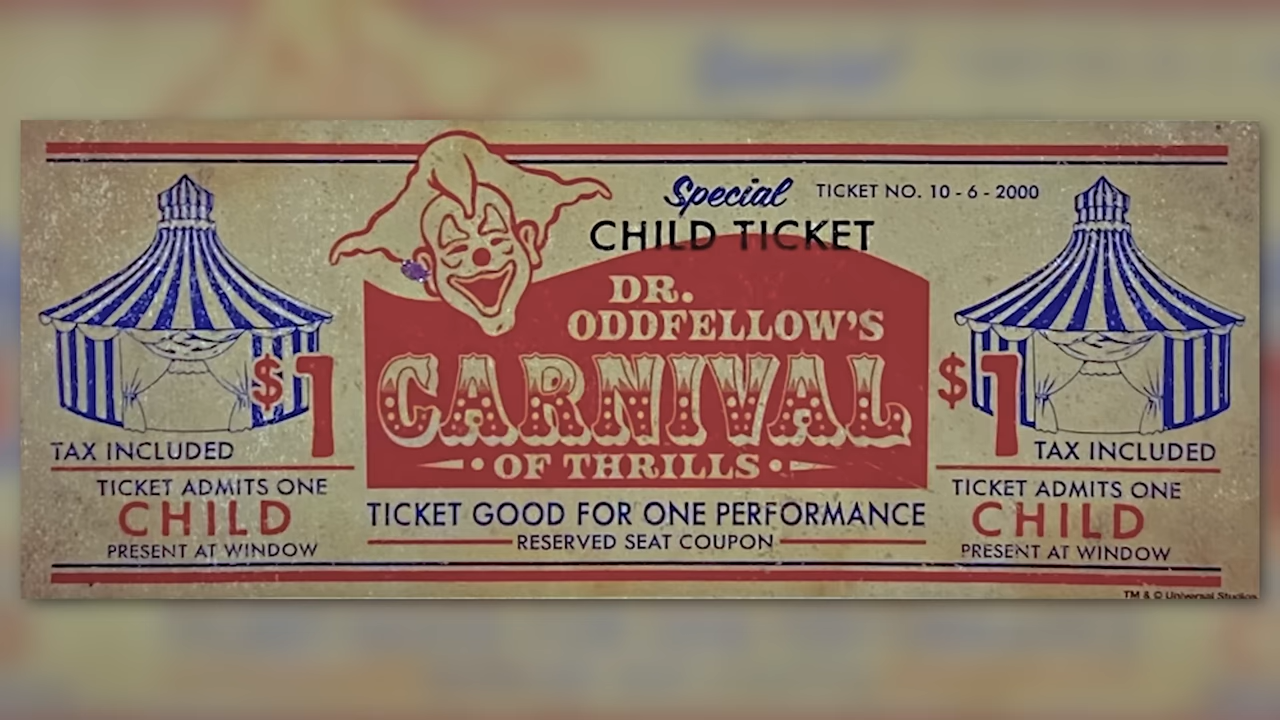 Special
TICKET NO. 10 - 6 - 2000
CHILD TICKET
DR.
ODDFELLOW'S
CARNIVAL
OF THRILLS
$1
TAX INCLUDED
TICKET ADMITS ONE
CHILD
PRESENT AT WINDOW
TICKET GOOD FOR ONE PERFORMANCE
RESERVED SEAT COUPON
$1
TAX INCLUDED
TICKET ADMITS ONE
CHILD
PRESENT AT WINDOW
TM & © Universal Studios